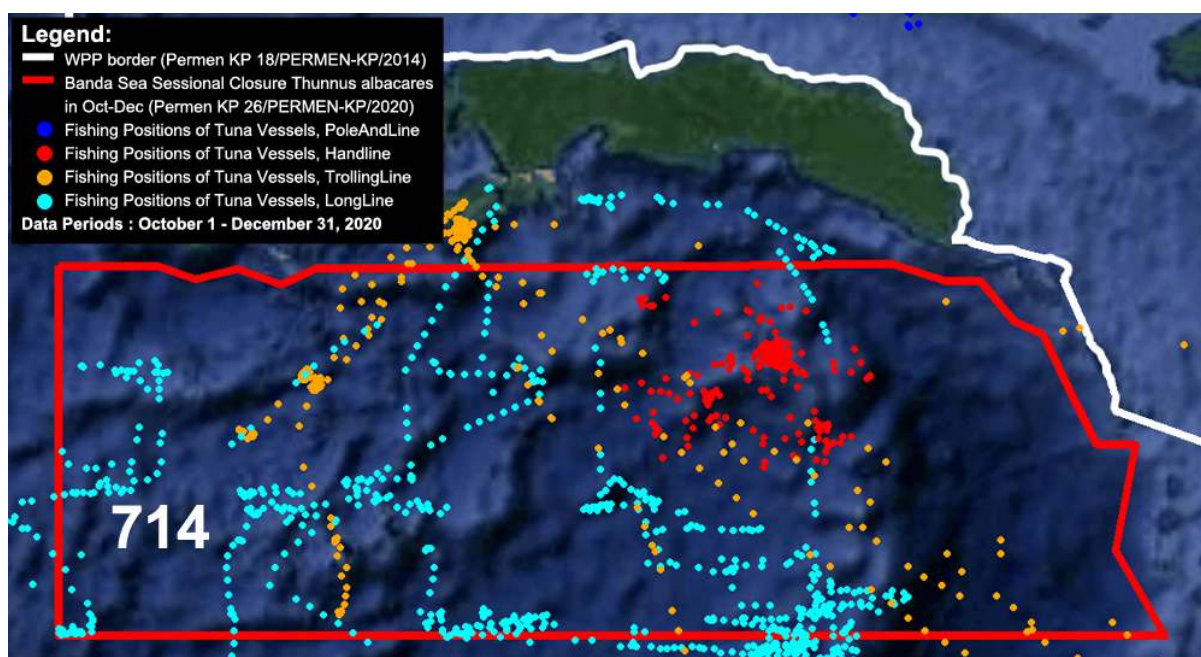 Legend:
WPP border (Permen KP 18/PERMEN-KP/2014)
Banda Sea Sessional Closure Thunnus albacares
in Oct-Dec (Permen KP 26/PERMEN-KP/2020)
Fishing Positions of Tuna Vessels, PoleAndLine
Fishing Positions of Tuna Vessels, Handline
Fishing Positions of Tuna Vessels, TrollingLine
Fishing Positions of Tuna Vessels, LongLine
Data Periods : October 1 - December 31, 2020
714